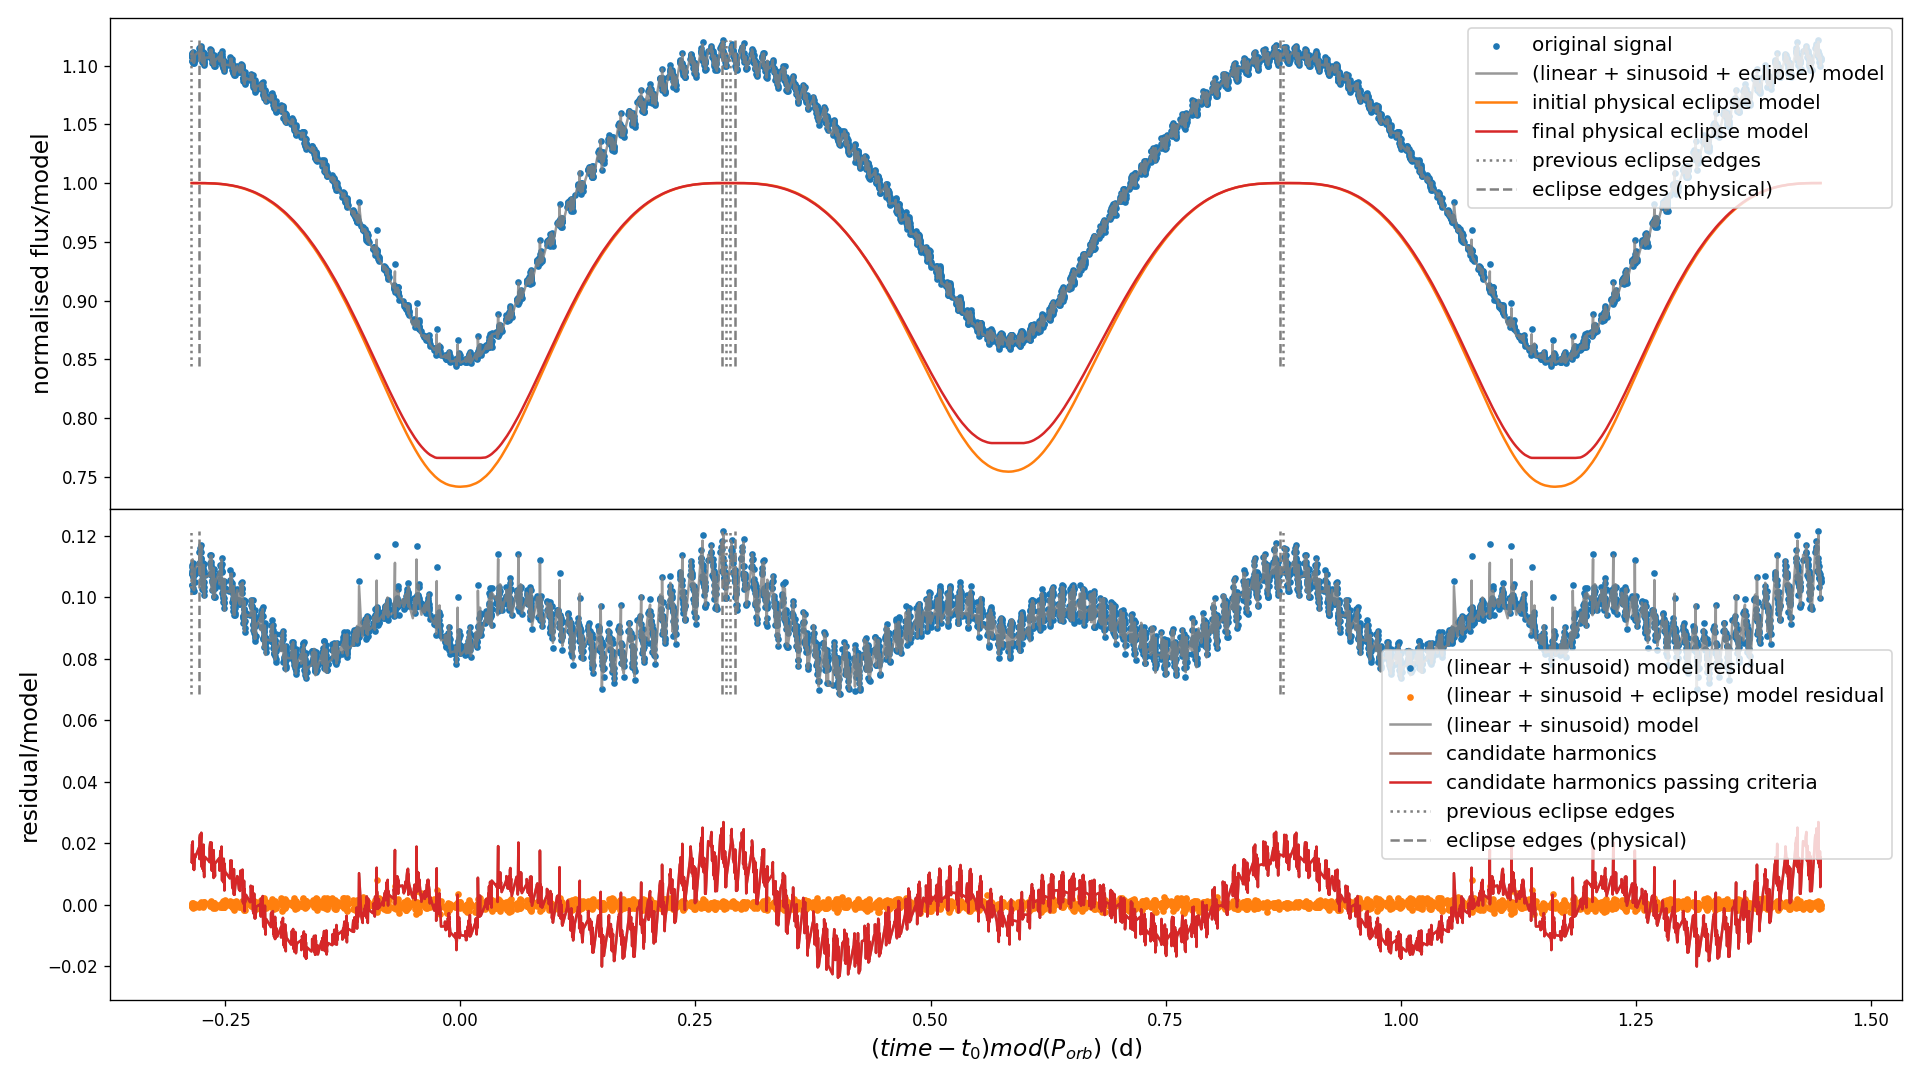 normalised flux/model
1.10
1.05
1.00
0.95
0.90
0.85
0.80
0.75
original signal
(linear + sinusoid + eclipse) model
initial physical eclipse model
final physical eclipse model
previous eclipse edges
eclipse edges (physical)
residual/model
0.12
0.10
0.08
0.06
0.04
0.02
0.00
−0.02
(linear + sinusoid) model residual
(linear + sinusoid + eclipse) model residual
(linear + sinusoid) model
candidate harmonics
candidate harmonics passing criteria
previous eclipse edges
eclipse edges (physical)
−0.25 0.00 0.25 0.50 0.75 1.00 1.25 1.50
(time − t₀)mod(P_orb) (d)